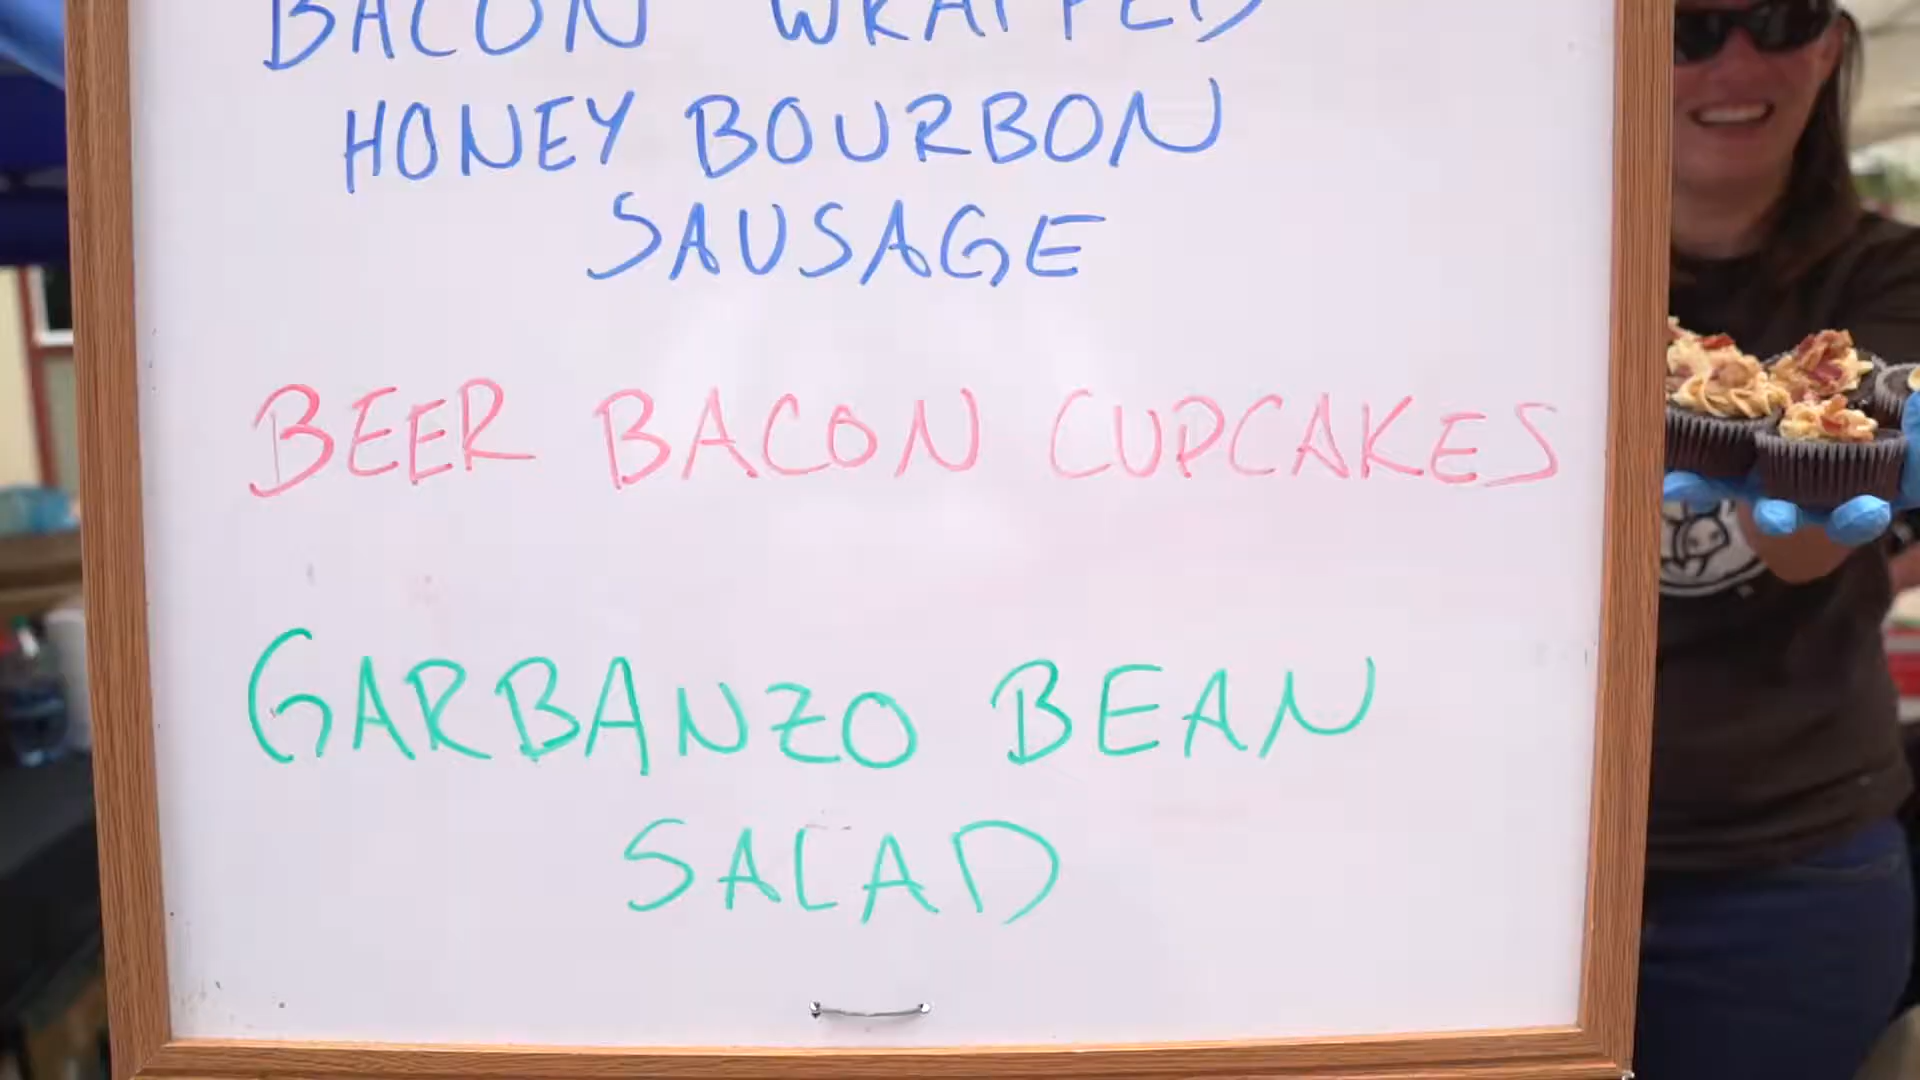 BACON WRAPPED
HONEY BOURBON
SAUSAGE
BEER BACON CUPCAKES
GARBANZO BEAN
SALAD